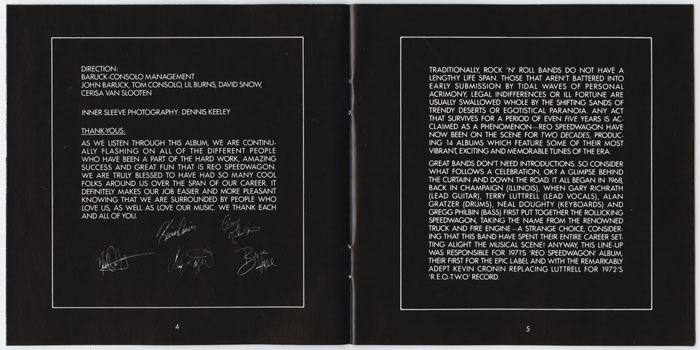 DIRECTION:
BARUCK-CONSOLO MANAGEMENT
JOHN BARUCK, TOM CONSOLO, LIL BURNS, DAVID SNOW,
CERISA VAN SLOOTEN
INNER SLEEVE PHOTOGRAPHY: DENNIS KEELEY
THANK-YOUS:
AS WE LISTEN THROUGH THIS ALBUM, WE ARE CONTINU-
ALLY FLASHING ON ALL OF THE DIFFERENT PEOPLE
WHO HAVE BEEN A PART OF THE HARD WORK, AMAZING
SUCCESS AND GREAT FUN THAT IS REO SPEEDWAGON.
WE ARE TRULY BLESSED TO HAVE HAD SO MANY COOL
FOLKS AROUND US OVER THE SPAN OF OUR CAREER. IT
DEFINITELY MAKES OUR JOB EASIER AND MORE PLEASANT
KNOWING THAT WE ARE SURROUNDED BY PEOPLE WHO
LOVE US, AS WELL AS LOVE OUR MUSIC. WE THANK EACH
AND ALL OF YOU.
4
TRADITIONALLY, ROCK 'N' ROLL BANDS DO NOT HAVE A
LENGTHY LIFE SPAN. THOSE THAT AREN'T BATTERED INTO
EARLY SUBMISSION BY TIDAL WAVES OF PERSONAL
ACRIMONY, LEGAL INDIFFERENCES OR ILL FORTUNE ARE
USUALLY SWALLOWED WHOLE BY THE SHIFTING SANDS OF
TRENDY DESERTS OR EGOTISTICAL PARANOIA. ANY ACT
THAT SURVIVES FOR A PERIOD OF EVEN FIVE YEARS IS AC-
CLAIMED AS A PHENOMENON—REO SPEEDWAGON HAVE
NOW BEEN ON THE SCENE FOR TWO DECADES, PRODUC-
ING 14 ALBUMS WHICH FEATURE SOME OF THEIR MOST
VIBRANT, EXCITING AND MEMORABLE TUNES OF THE ERA.
GREAT BANDS DON'T NEED INTRODUCTIONS. SO CONSIDER
WHAT FOLLOWS A CELEBRATION, OK? A GLIMPSE BEHIND
THE CURTAIN AND DOWN THE ROAD. IT ALL BEGAN IN 1968,
BACK IN CHAMPAIGN (ILLINOIS), WHEN GARY RICHRATH
(LEAD GUITAR), TERRY LUTTRELL (LEAD VOCALS), ALAN
GRATZER (DRUMS), NEAL DOUGHTY (KEYBOARDS) AND
GREGG PHILBIN (BASS) FIRST PUT TOGETHER THE ROLLICKING
SPEEDWAGON, TAKING THE NAME FROM THE RENOWNED
TRUCK AND FIRE ENGINE—A STRANGE CHOICE, CONSIDER-
ING THAT THIS BAND HAVE SPENT THEIR ENTIRE CAREER SET-
TING ALIGHT THE MUSICAL SCENE! ANYWAY, THIS LINE-UP
WAS RESPONSIBLE FOR 1971'S 'REO SPEEDWAGON' ALBUM,
THEIR FIRST FOR THE EPIC LABEL AND WITH THE REMARKABLY
ADEPT KEVIN CRONIN REPLACING LUTTRELL FOR 1972'S
'R.E.O.-T.W.O' RECORD.
5